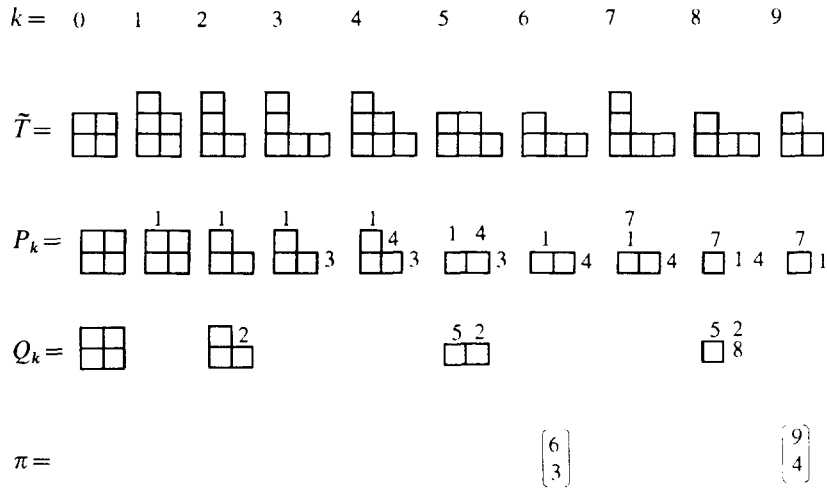 k = 0 1 2 3 4 5 6 7 8 9
T̃ =
1 1 1 1 7
P_k = 4 1 4 1 1 7 7
3 3 3 4 4 1 4 1
Q_k = 2 5 2 5 2
8
π = 6 9
3 4